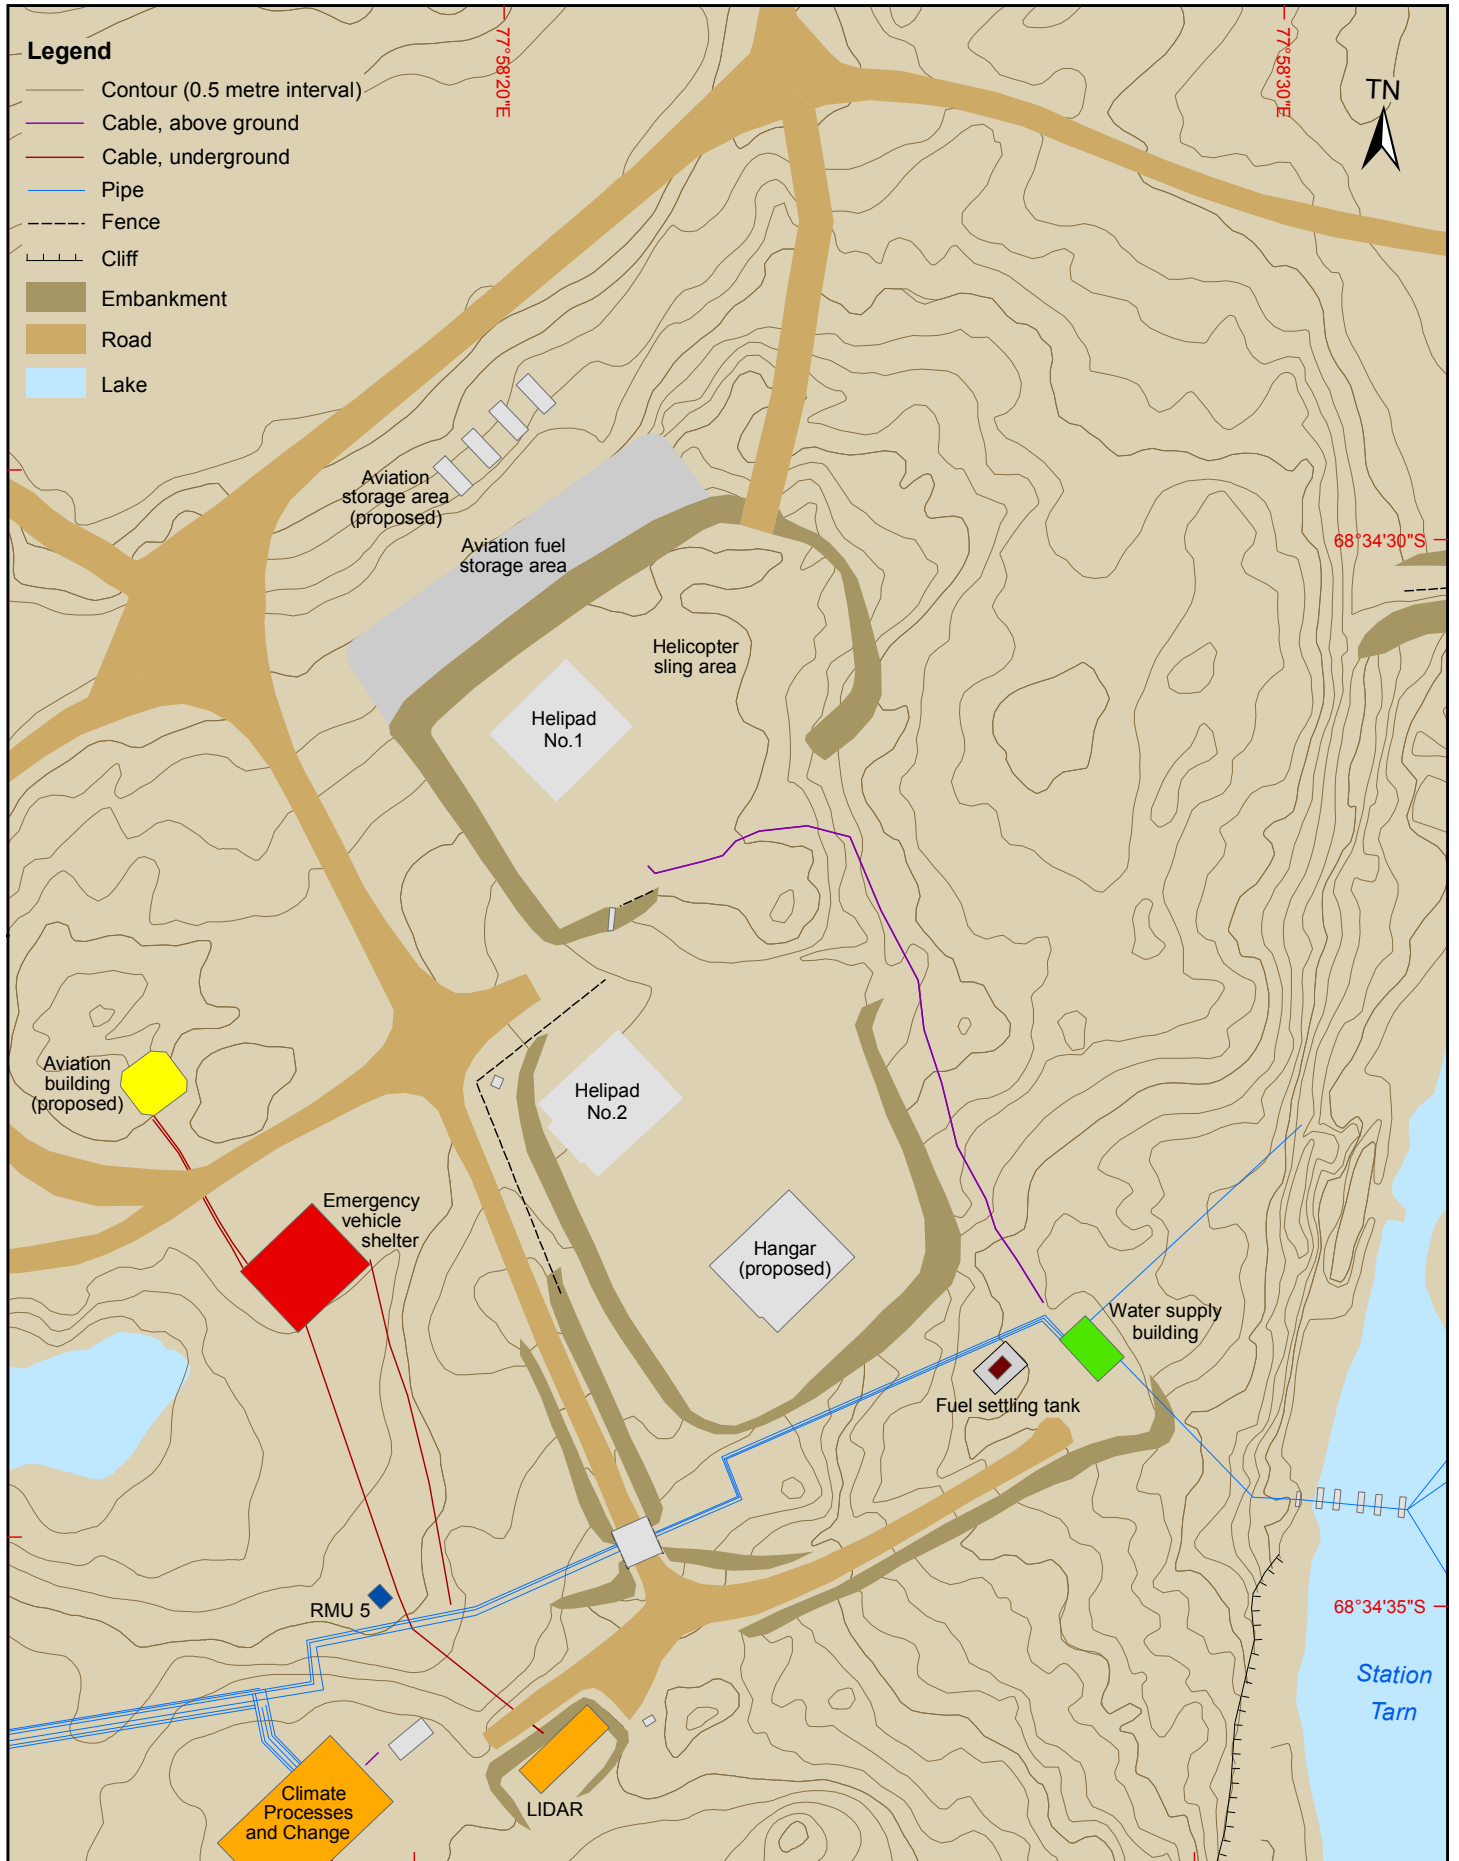 77°58'20"E
77°58'30"E
Legend
Contour (0.5 metre interval)
Cable, above ground
Cable, underground
Pipe
Fence
Cliff
Embankment
Road
Lake
TN
Aviation
storage area
(proposed)
Aviation fuel
storage area
68°34'30"S
Helicopter
sling area
Helipad
No.1
Aviation
building
(proposed)
Helipad
No.2
Emergency
vehicle
shelter
Hangar
(proposed)
Water supply
building
Fuel settling tank
RMU 5
68°34'35"S
Station
Tarn
Climate
Processes
and Change
LIDAR